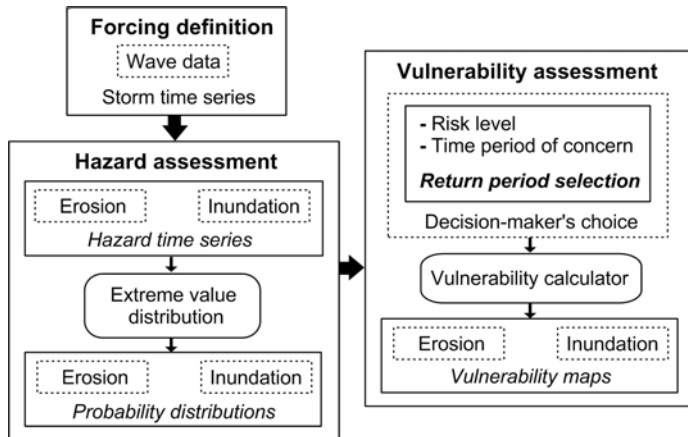 Forcing definition
Wave data
Storm time series
Hazard assessment
Erosion
Inundation
Hazard time series
Extreme value
distribution
Erosion
Inundation
Probability distributions
Vulnerability assessment
- Risk level
- Time period of concern
Return period selection
Decision-maker's choice
Vulnerability calculator
Erosion
Inundation
Vulnerability maps